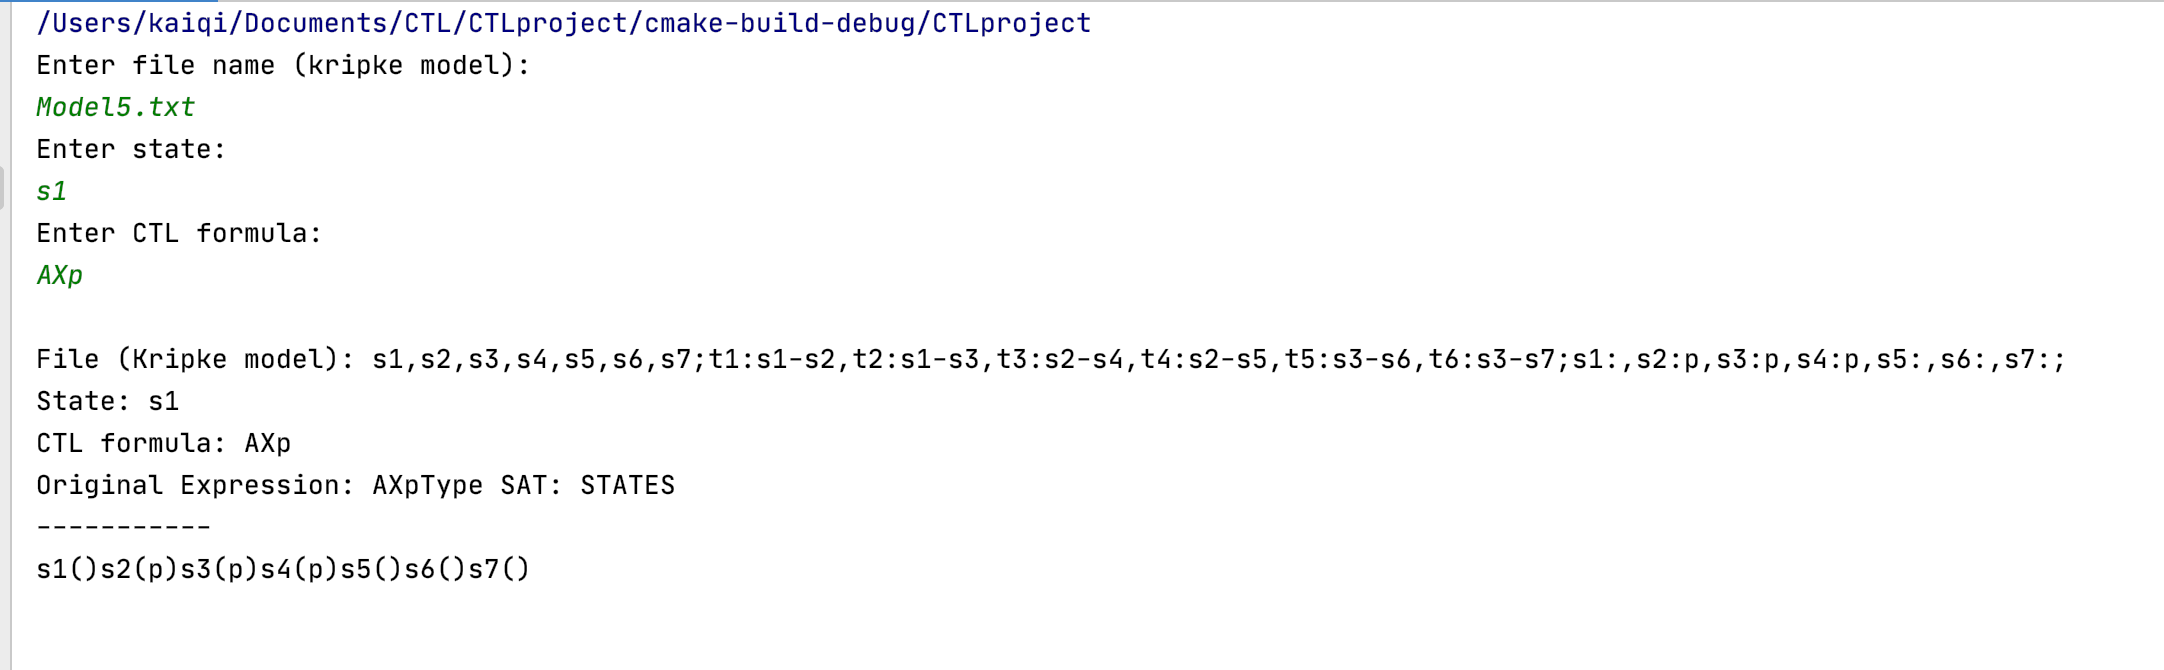 /Users/kaiqi/Documents/CTL/CTLproject/cmake-build-debug/CTLproject
Enter file name (kripke model):
Model5.txt
Enter state:
s1
Enter CTL formula:
AXp
File (Kripke model): s1,s2,s3,s4,s5,s6,s7;t1:s1-s2,t2:s1-s3,t3:s2-s4,t4:s2-s5,t5:s3-s6,t6:s3-s7;s1:,s2:p,s3:p,s4:p,s5:,s6:,s7:;
State: s1
CTL formula: AXp
Original Expression: AXpType SAT: STATES
-----------
s1()s2(p)s3(p)s4(p)s5()s6()s7()